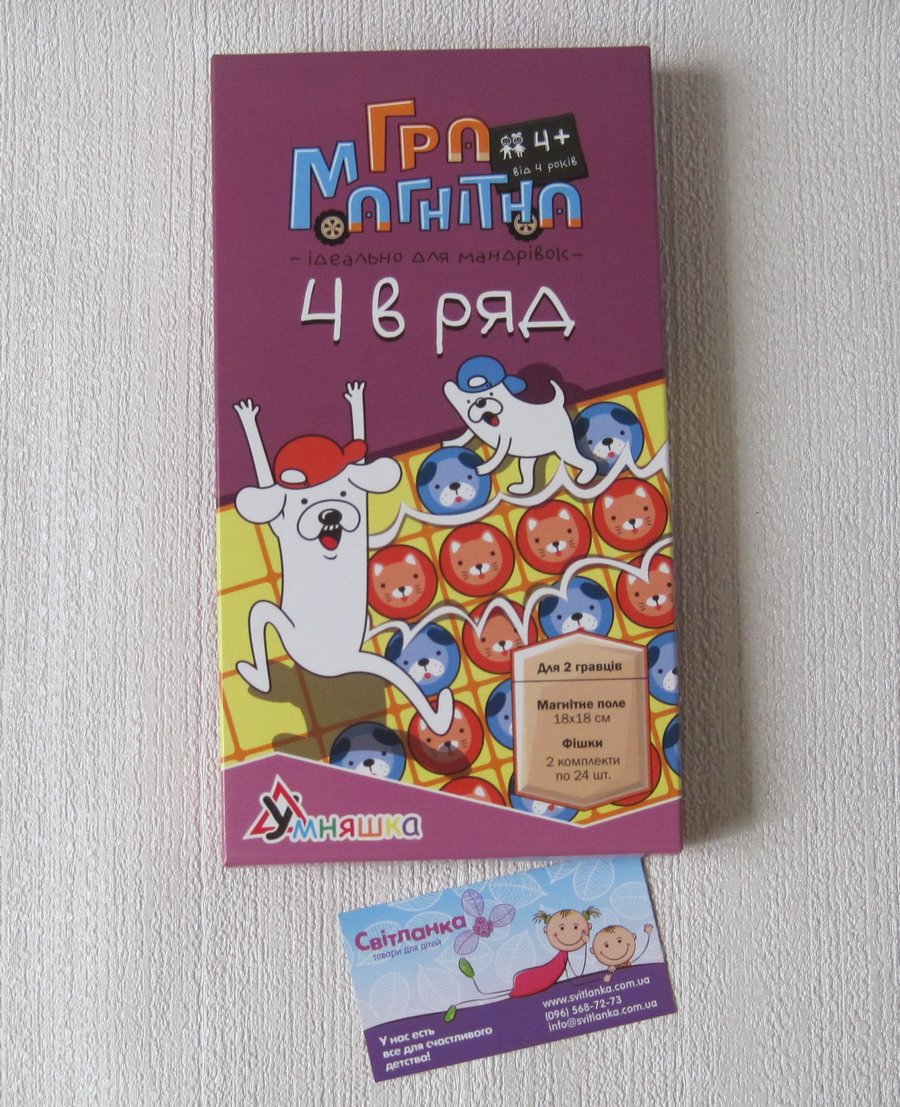 ГРА
МАГНІТНА
4+
від 4 років
– ідеально для мандрівок –
4 в ряд
Для 2 гравців
Магнітне поле
18х18 см
Фішки
2 комплекти
по 24 шт.
Умняшка
Світланка
товари для дітей
www.svitlanka.com.ua
(096) 568-72-73
info@svitlanka.com.ua
У нас есть
все для счастливого
детства!